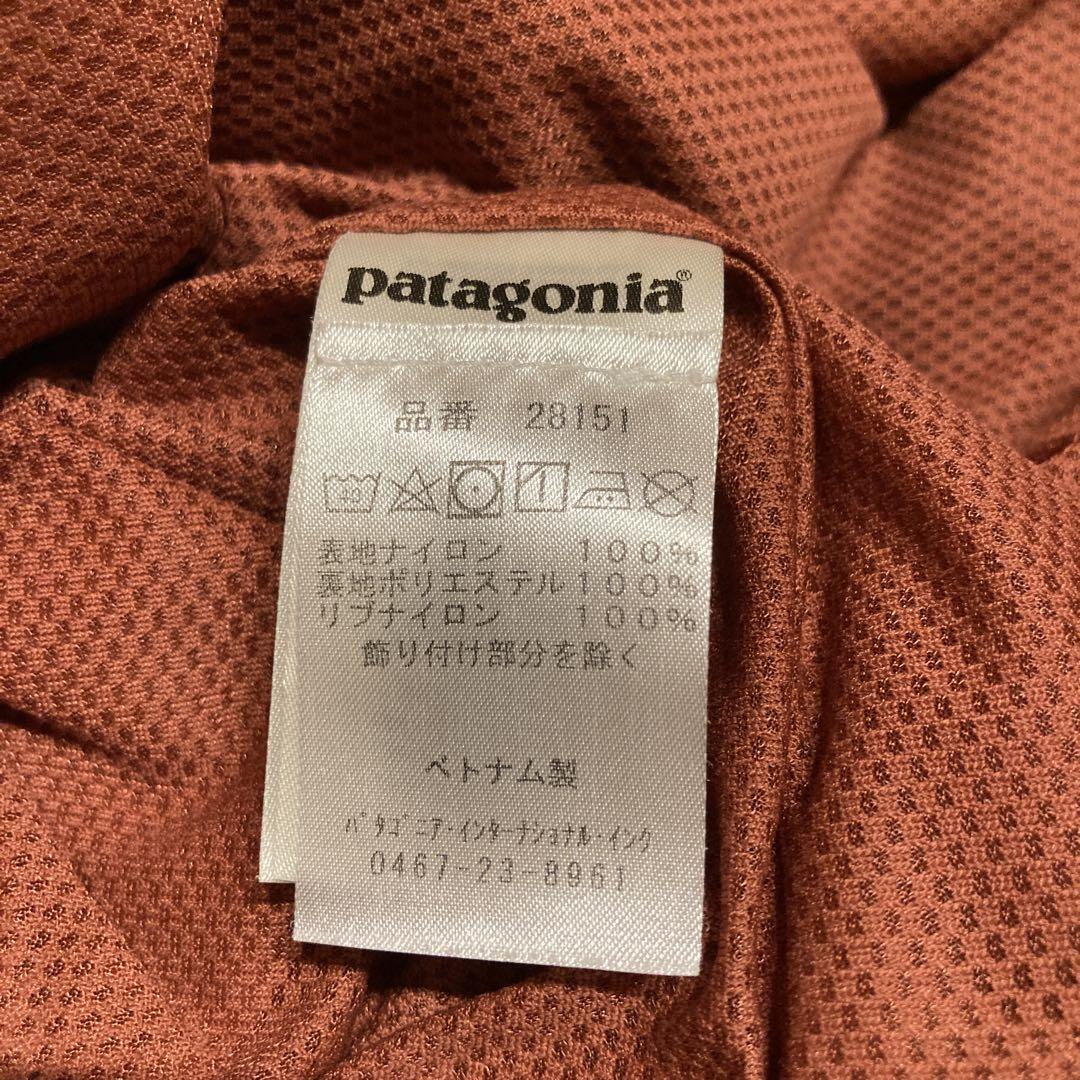 patagonia®
品番 28151
40
表地ナイロン 100%
裏地ポリエステル100%
リブナイロン 100%
飾り付け部分を除く
ベトナム製
パタゴニア・インターナショナル・インク
0467-23-8961